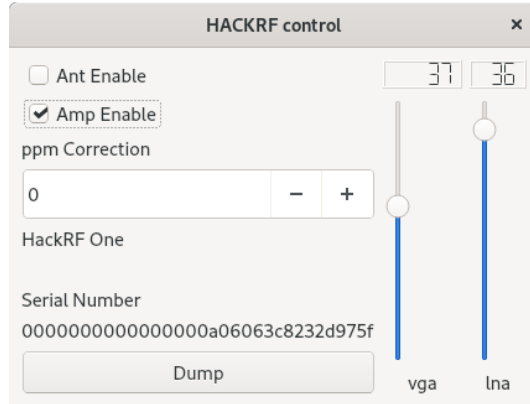 HACKRF control ×
Ant Enable
37 36
Amp Enable
ppm Correction
0 − +
HackRF One
Serial Number
0000000000000000a06063c8232d975f
Dump
vga lna